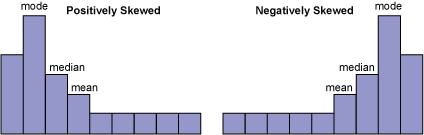 mode
Positively Skewed
median
mean
Negatively Skewed
mode
median
mean